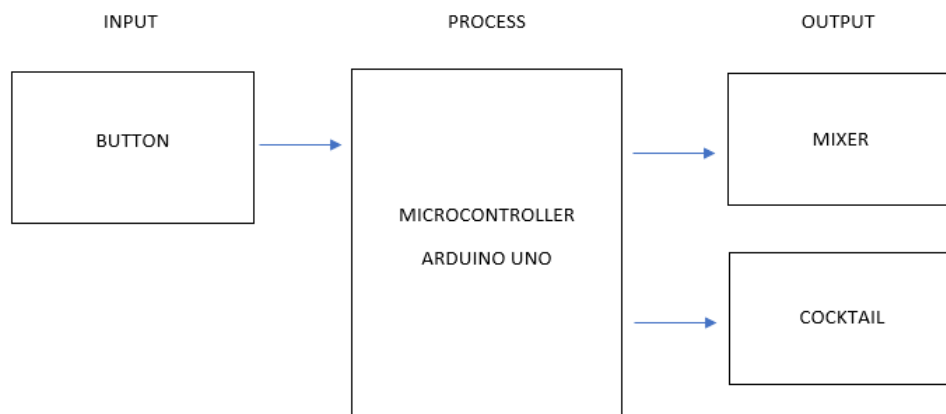 INPUT
PROCESS
OUTPUT
BUTTON
MICROCONTROLLER
ARDUINO UNO
MIXER
COCKTAIL